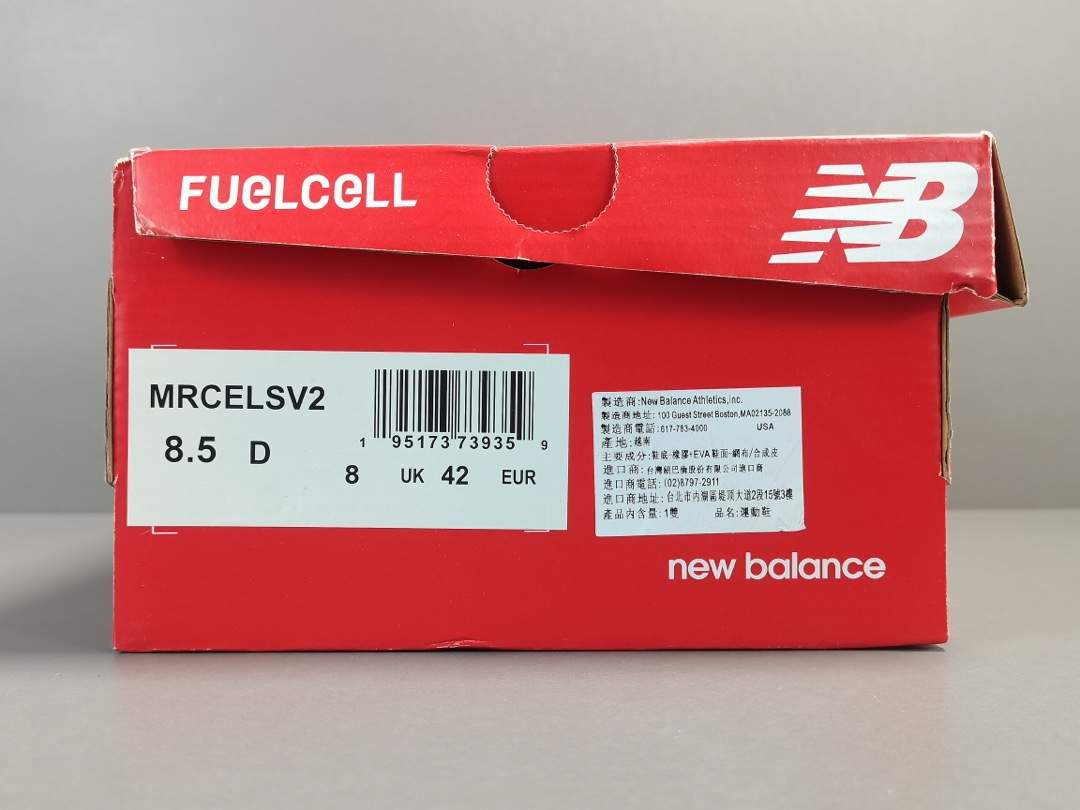 FUELCELL
NB
MRCELSV2
8.5 D
1 95173 73935 9
8 UK 42 EUR
製造商:New Balance Athletics,inc.
製造商地址: 100 Guest Street Boston,MA02135-2088
製造商電話:617-783-4000 USA
產地:越南
主要成分:鞋底-橡膠+EVA鞋面-網布/合成皮
進口商:台灣紐巴倫股份有限公司進口商
進口商電話:(02)8797-2911
進口商地址:台北市內湖區堤頂大道2段15號3樓
產品內含量:1雙 品名:運動鞋
new balance